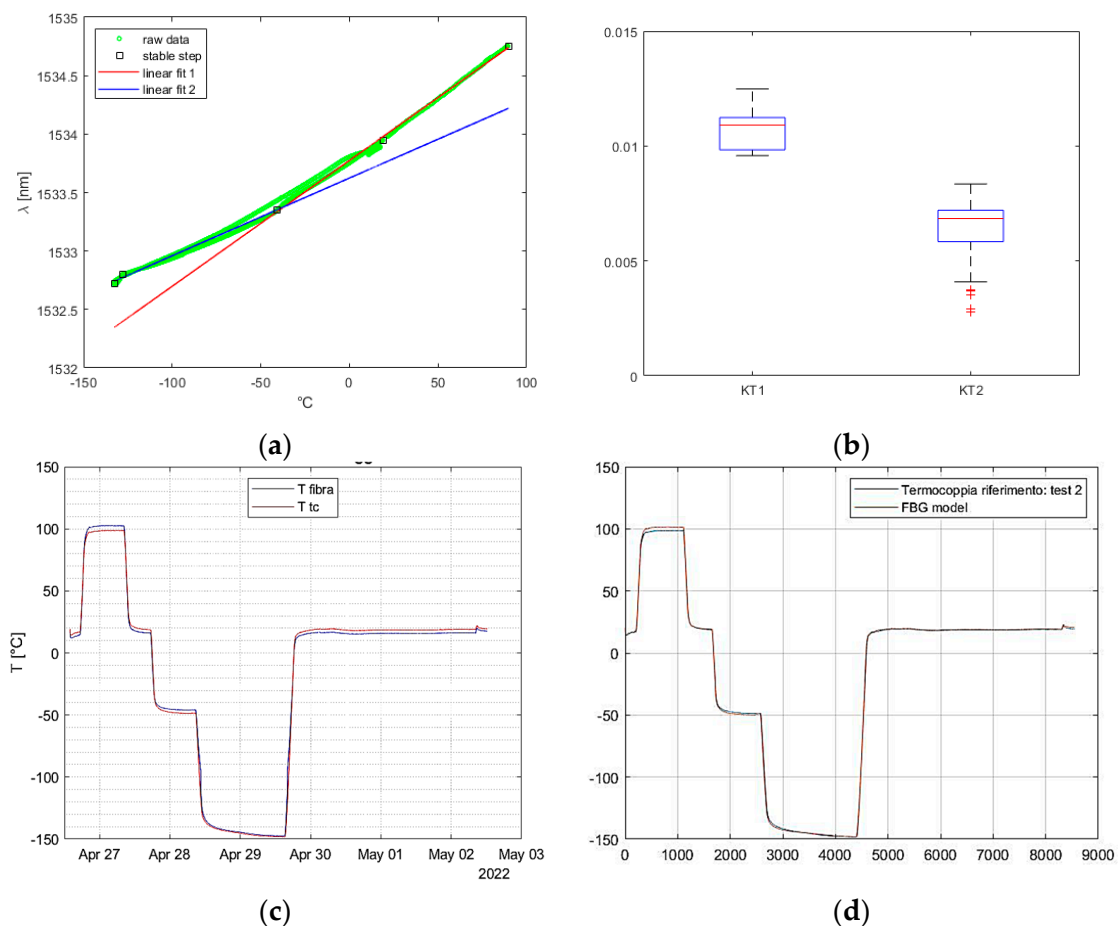 1535
1534.5
1534
1533.5
1533
1532.5
1532
λ [nm]
raw data
stable step
linear fit 1
linear fit 2
-150
-100
-50
0
50
100
°C
(a)
0.015
0.01
0.005
0
KT1
KT2
(b)
150
100
50
0
-50
-100
-150
T [°C]
T fibra
T tc
Apr 27
Apr 28
Apr 29
Apr 30
May 01
May 02
May 03
2022
(c)
150
100
50
0
-50
-100
-150
Termocoppia riferimento: test 2
FBG model
0
1000
2000
3000
4000
5000
6000
7000
8000
9000
(d)